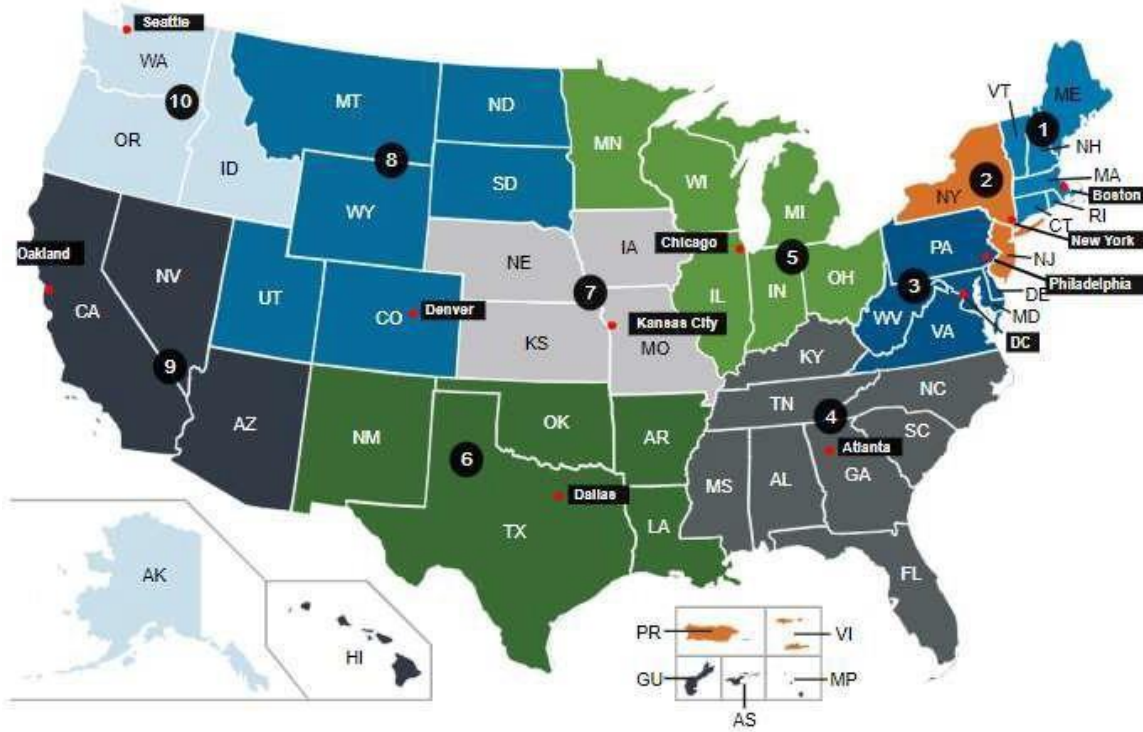 Seattle
WA
10
OR
ID
MT
8
WY
ND
SD
MN
WI
MI
VT
ME
1
NH
2
NY
MA
Boston
RI
CT
New York
PA
NJ
3
Philadelphia
DE
MD
WV
VA
DC
Oakland
CA
NV
UT
CO
Denver
NE
IA
7
Kansas City
KS
MO
Chicago
5
IL
IN
OH
KY
9
AZ
NM
OK
6
TX
Dallas
AR
LA
TN
4
NC
SC
Atlanta
MS
AL
GA
FL
AK
HI
PR
VI
GU
MP
AS